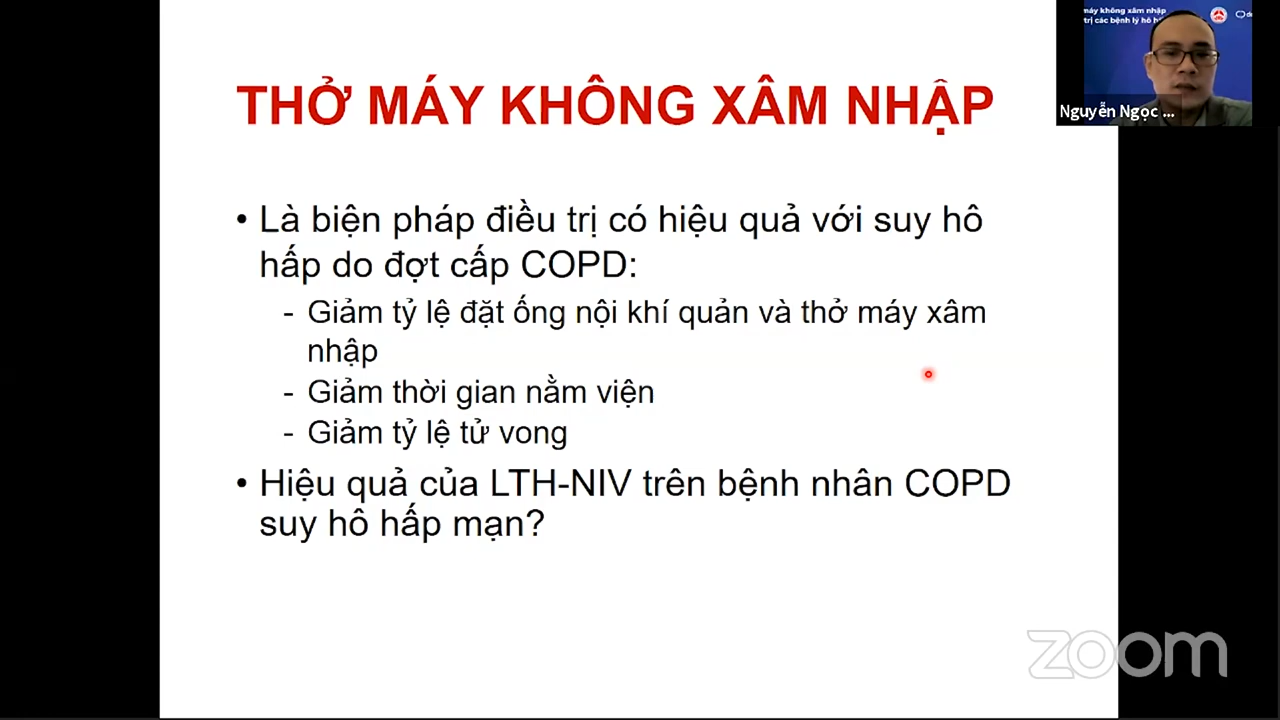 THỞ MÁY KHÔNG XÂM NHẬP
• Là biện pháp điều trị có hiệu quả với suy hô
hấp do đợt cấp COPD:
- Giảm tỷ lệ đặt ống nội khí quản và thở máy xâm
nhập
- Giảm thời gian nằm viện
- Giảm tỷ lệ tử vong
• Hiệu quả của LTH-NIV trên bệnh nhân COPD
suy hô hấp mạn?
máy không xâm nhập
trị các bệnh lý hô
Nguyễn Ngọc ...
zoom